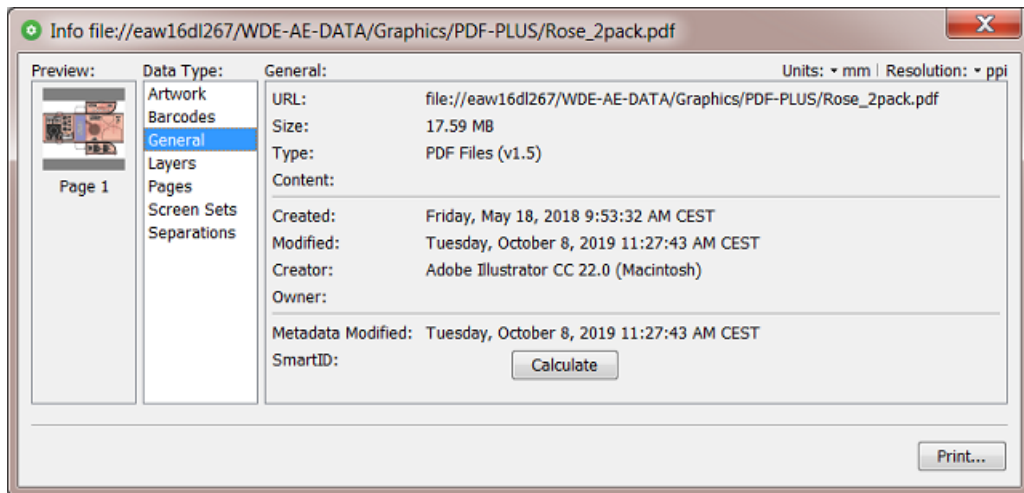 Info file://eaw16dl267/WDE-AE-DATA/Graphics/PDF-PLUS/Rose_2pack.pdf
Preview: Data Type: General: Units: mm | Resolution: ppi
Page 1
Artwork
Barcodes
General
Layers
Pages
Screen Sets
Separations
URL: file://eaw16dl267/WDE-AE-DATA/Graphics/PDF-PLUS/Rose_2pack.pdf
Size: 17.59 MB
Type: PDF Files (v1.5)
Content:
Created: Friday, May 18, 2018 9:53:32 AM CEST
Modified: Tuesday, October 8, 2019 11:27:43 AM CEST
Creator: Adobe Illustrator CC 22.0 (Macintosh)
Owner:
Metadata Modified: Tuesday, October 8, 2019 11:27:43 AM CEST
SmartID: Calculate
Print...